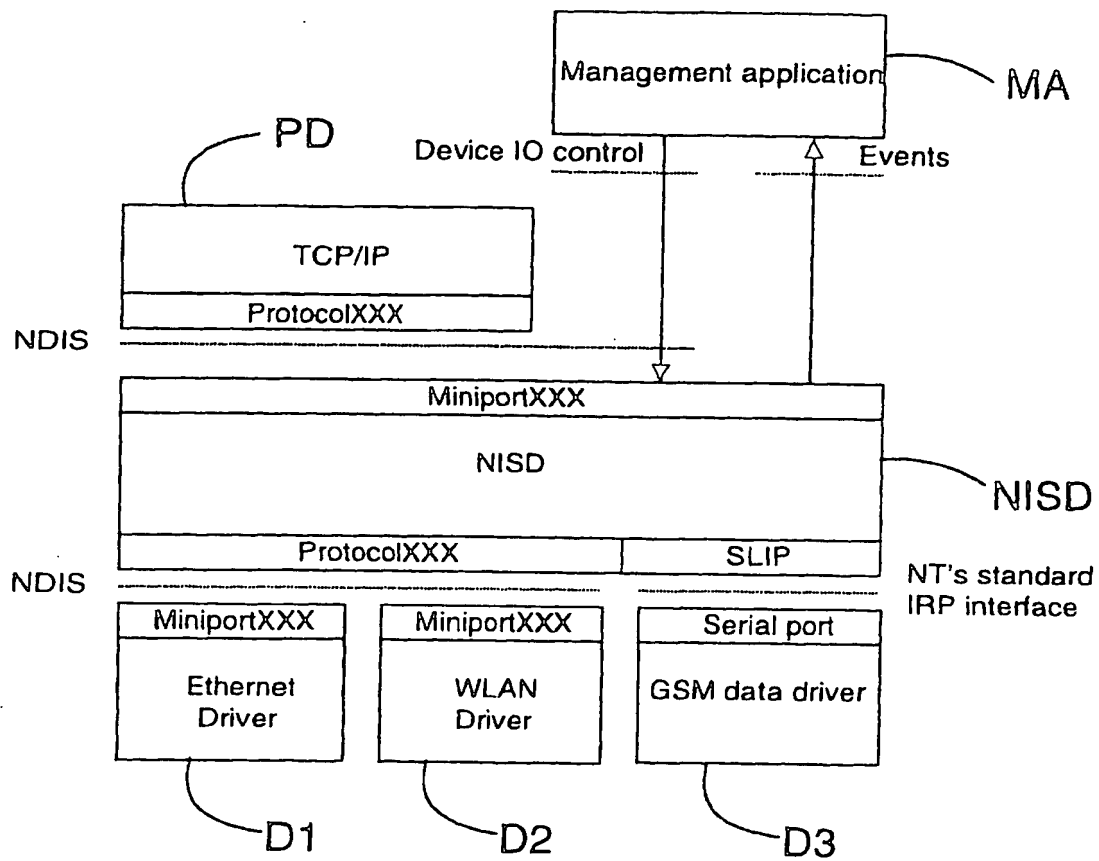 Management application
MA
PD
Device IO control
Events
TCP/IP
ProtocolXXX
NDIS
MiniportXXX
NISD
NISD
ProtocolXXX
SLIP
NDIS
NT's standard
IRP interface
MiniportXXX
MiniportXXX
Serial port
Ethernet
Driver
WLAN
Driver
GSM data driver
D1
D2
D3